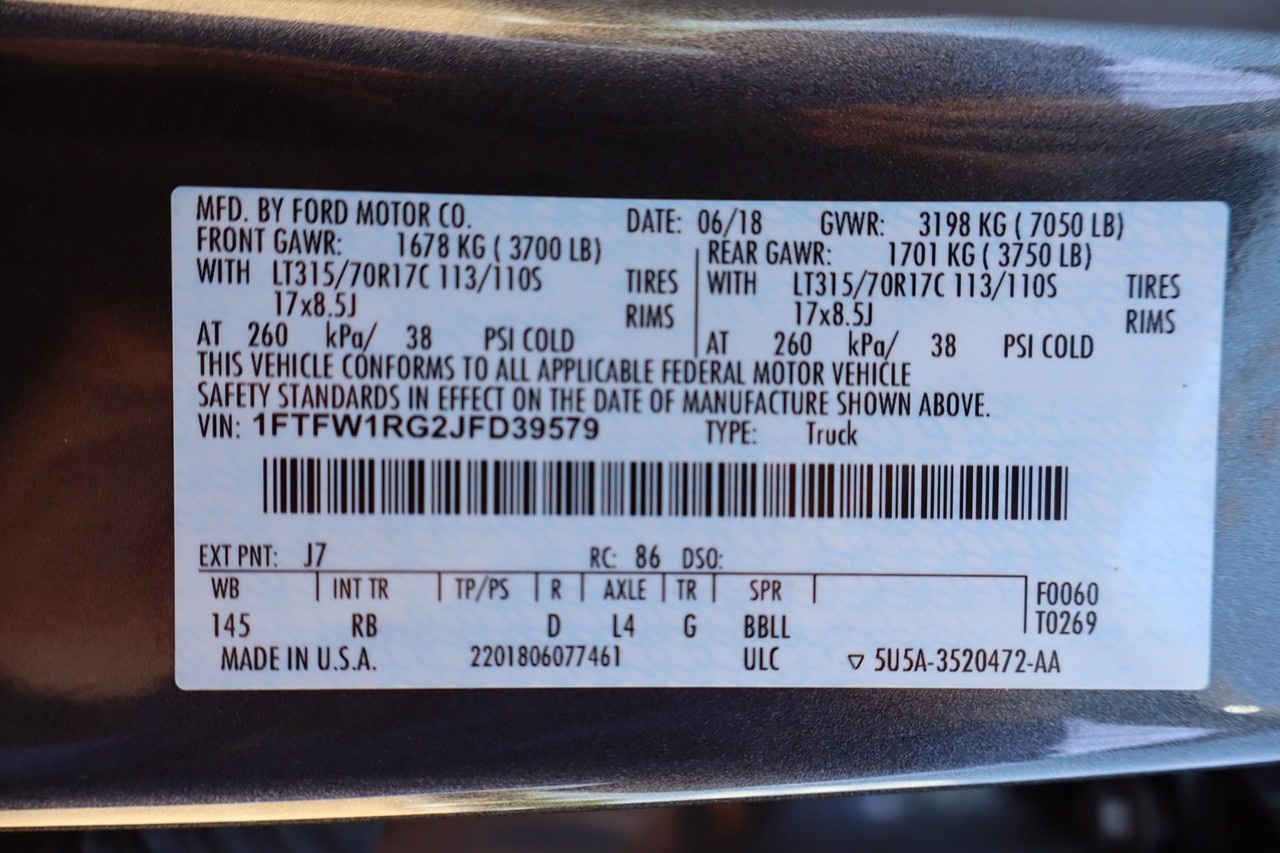 MFD. BY FORD MOTOR CO. DATE: 06/18 GVWR: 3198 KG ( 7050 LB)
FRONT GAWR: 1678 KG ( 3700 LB) REAR GAWR: 1701 KG ( 3750 LB)
WITH LT315/70R17C 113/110S TIRES WITH LT315/70R17C 113/110S TIRES
17x8.5J RIMS 17x8.5J RIMS
AT 260 kPa/ 38 PSI COLD AT 260 kPa/ 38 PSI COLD
THIS VEHICLE CONFORMS TO ALL APPLICABLE FEDERAL MOTOR VEHICLE
SAFETY STANDARDS IN EFFECT ON THE DATE OF MANUFACTURE SHOWN ABOVE.
VIN: 1FTFW1RG2JFD39579 TYPE: Truck
EXT PNT: J7 RC: 86 DSO:
WB INT TR TP/PS R AXLE TR SPR F0060
145 RB D L4 G BBLL T0269
MADE IN U.S.A. 2201806077461 ULC ▽ 5U5A-3520472-AA